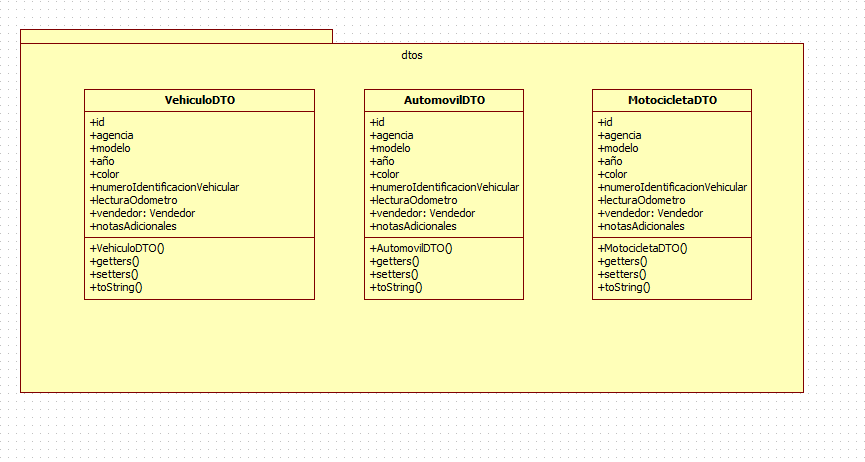 dtos
VehiculoDTO
+id
+agencia
+modelo
+año
+color
+numeroIdentificacionVehicular
+lecturaOdometro
+vendedor: Vendedor
+notasAdicionales
+VehiculoDTO()
+getters()
+setters()
+toString()
AutomovilDTO
+id
+agencia
+modelo
+año
+color
+numeroIdentificacionVehicular
+lecturaOdometro
+vendedor: Vendedor
+notasAdicionales
+AutomovilDTO()
+getters()
+setters()
+toString()
MotocicletaDTO
+id
+agencia
+modelo
+año
+color
+numeroIdentificacionVehicular
+lecturaOdometro
+vendedor: Vendedor
+notasAdicionales
+MotocicletaDTO()
+getters()
+setters()
+toString()